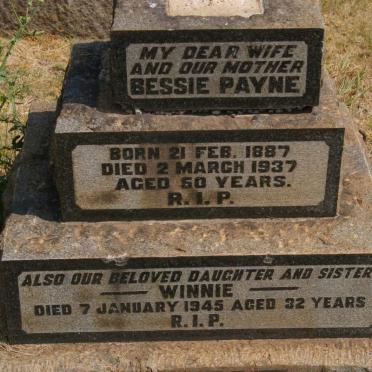 MY DEAR WIFE
AND OUR MOTHER
BESSIE PAYNE
BORN 21 FEB. 1887
DIED 2 MARCH 1937
AGED 50 YEARS.
R.I.P.
ALSO OUR BELOVED DAUGHTER AND SISTER
— WINNIE —
DIED 7 JANUARY 1945 AGED 32 YEARS
R.I.P.